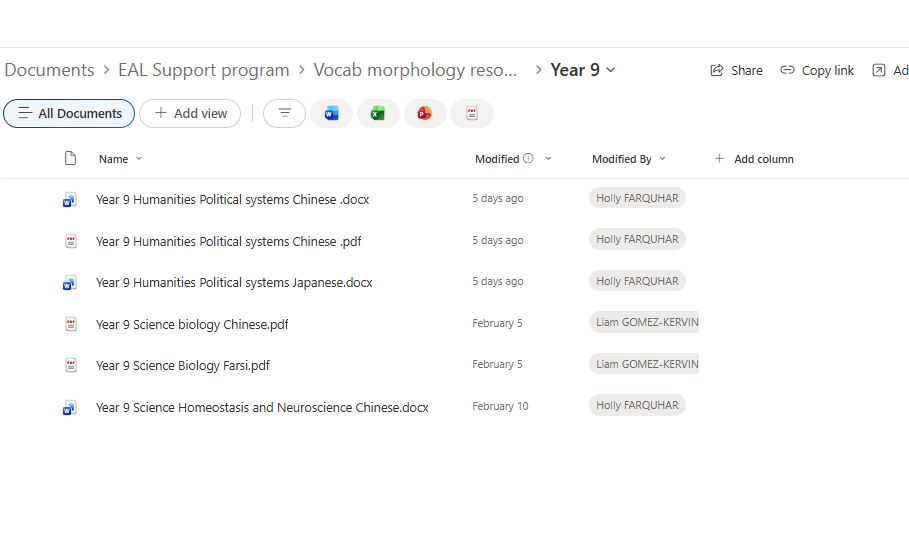 Documents > EAL Support program > Vocab morphology reso... > Year 9
Share
Copy link
Ad
All Documents
+ Add view
Name
Modified
Modified By
+ Add column
Year 9 Humanities Political systems Chinese .docx 5 days ago Holly FARQUHAR
Year 9 Humanities Political systems Chinese .pdf 5 days ago Holly FARQUHAR
Year 9 Humanities Political systems Japanese.docx 5 days ago Holly FARQUHAR
Year 9 Science biology Chinese.pdf February 5 Liam GOMEZ-KERVIN
Year 9 Science Biology Farsi.pdf February 5 Liam GOMEZ-KERVIN
Year 9 Science Homeostasis and Neuroscience Chinese.docx February 10 Holly FARQUHAR